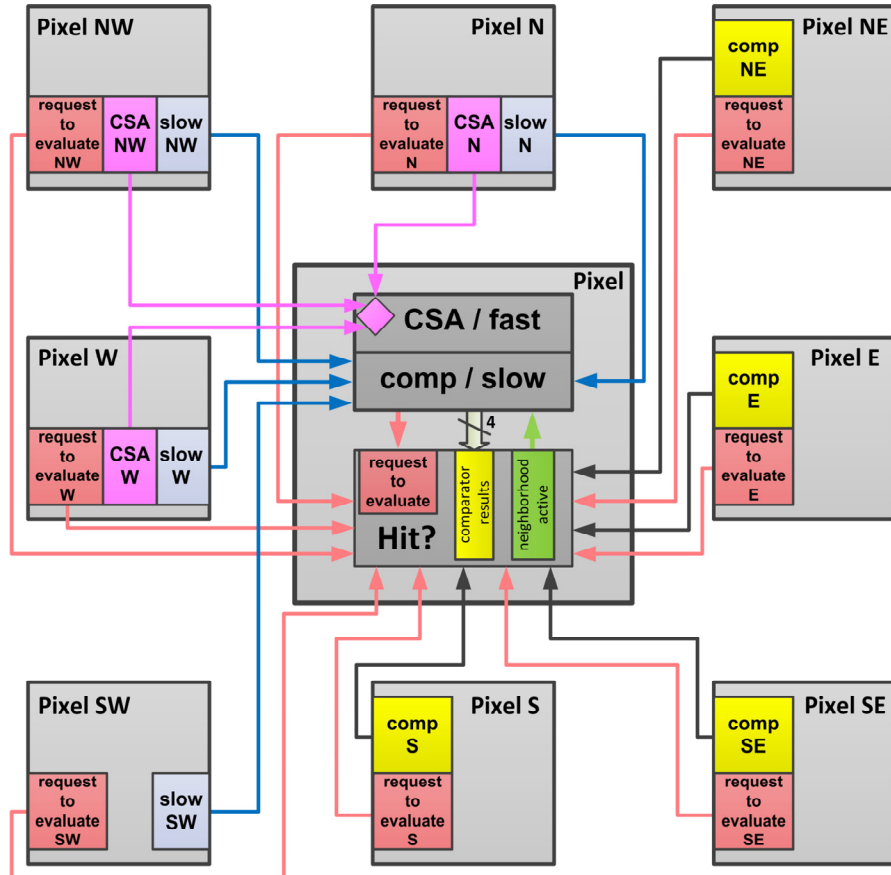 Pixel NW
request
to
evaluate
NW
CSA
NW
slow
NW
Pixel N
request
to
evaluate
N
CSA
N
slow
N
Pixel NE
comp
NE
request
to
evaluate
NE
Pixel
CSA / fast
comp / slow
4
request
to
evaluate
comparator
results
neighborhood
active
Hit?
Pixel W
request
to
evaluate
W
CSA
W
slow
W
Pixel E
comp
E
request
to
evaluate
E
Pixel SW
request
to
evaluate
SW
slow
SW
Pixel S
comp
S
request
to
evaluate
S
Pixel SE
comp
SE
request
to
evaluate
SE